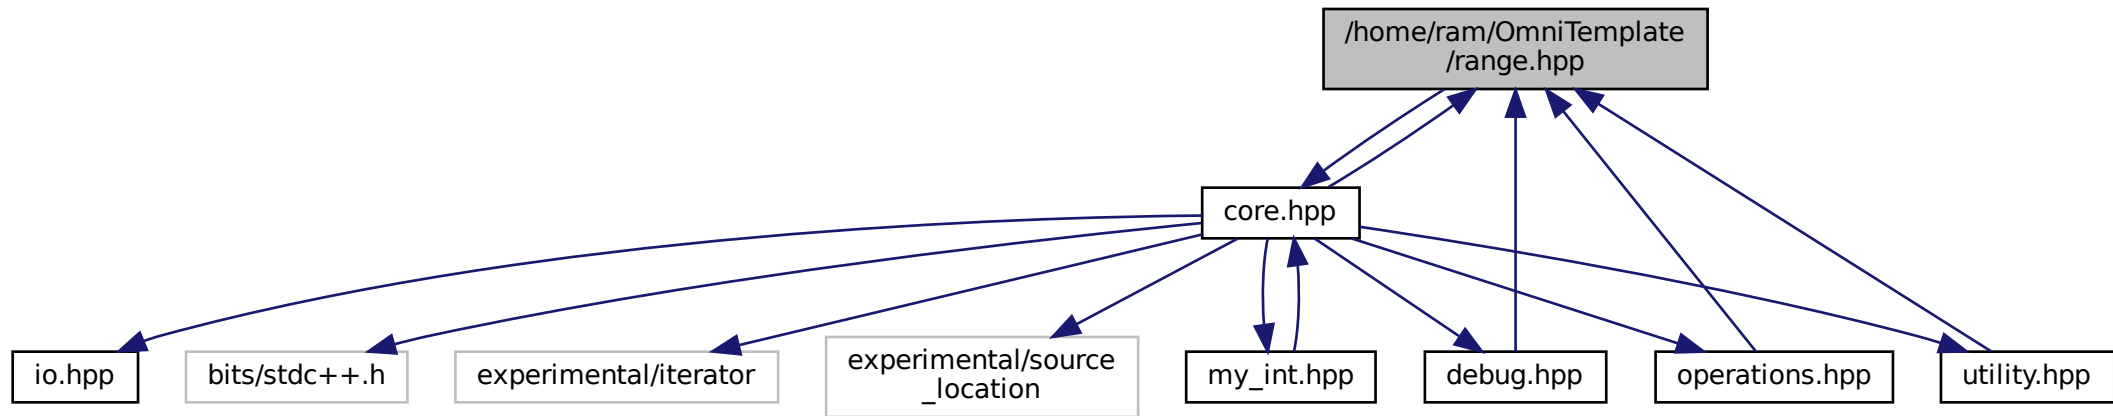 /home/ram/OmniTemplate
/range.hpp
core.hpp
io.hpp
bits/stdc++.h
experimental/iterator
experimental/source
_location
my_int.hpp
debug.hpp
operations.hpp
utility.hpp